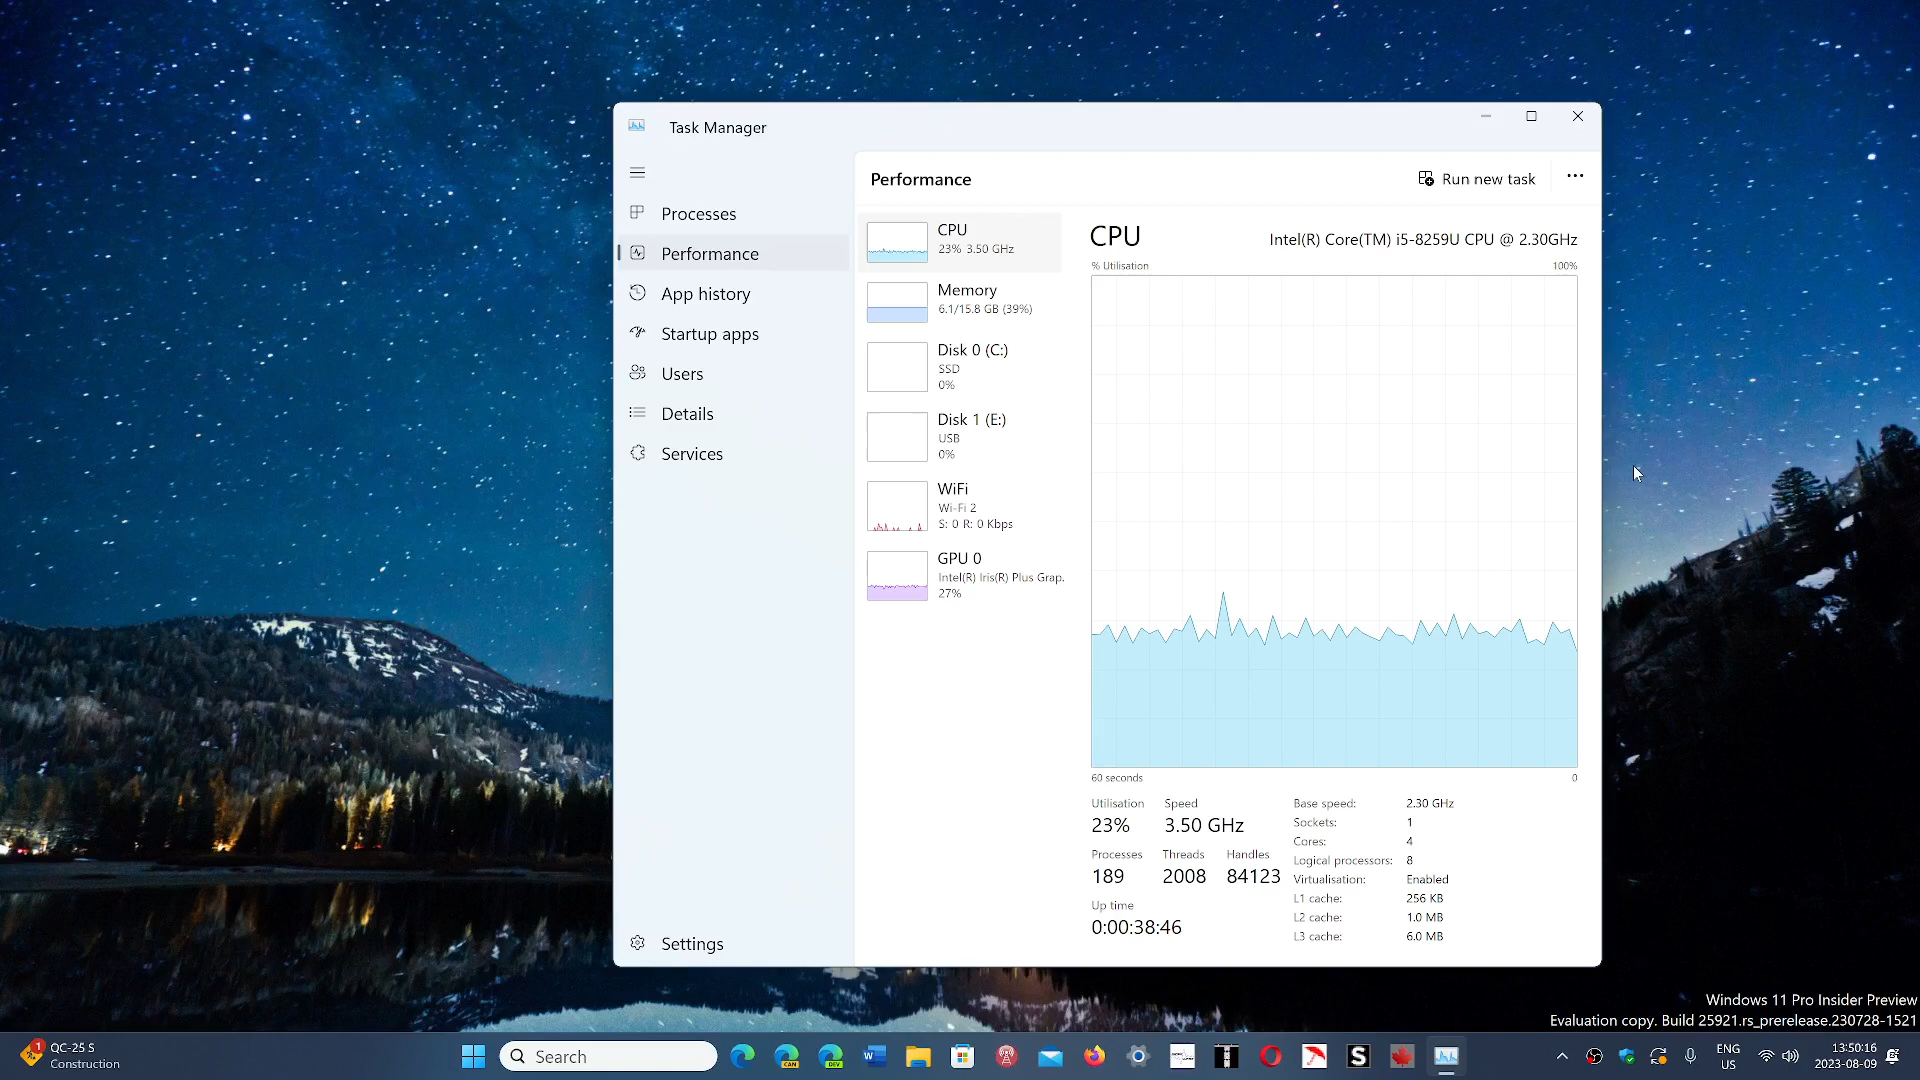 Task Manager
Performance
Run new task
Processes
Performance
App history
Startup apps
Users
Details
Services
Settings
CPU
23% 3.50 GHz
Memory
6.1/15.8 GB (39%)
Disk 0 (C:)
SSD
0%
Disk 1 (E:)
USB
0%
WiFi
Wi-Fi 2
S: 0 R: 0 Kbps
GPU 0
Intel(R) Iris(R) Plus Grap.
27%
CPU
Intel(R) Core(TM) i5-8259U CPU @ 2.30GHz
% Utilisation
100%
60 seconds
0
Utilisation
23%
Speed
3.50 GHz
Processes
189
Threads
2008
Handles
84123
Up time
0:00:38:46
Base speed: 2.30 GHz
Sockets: 1
Cores: 4
Logical processors: 8
Virtualisation: Enabled
L1 cache: 256 KB
L2 cache: 1.0 MB
L3 cache: 6.0 MB
Windows 11 Pro Insider Preview
Evaluation copy. Build 25921.rs_prerelease.230728-1521
1
QC-25 S
Construction
Search
CAN
DEV
W
S
ENG
US
13:50:16
2023-08-09